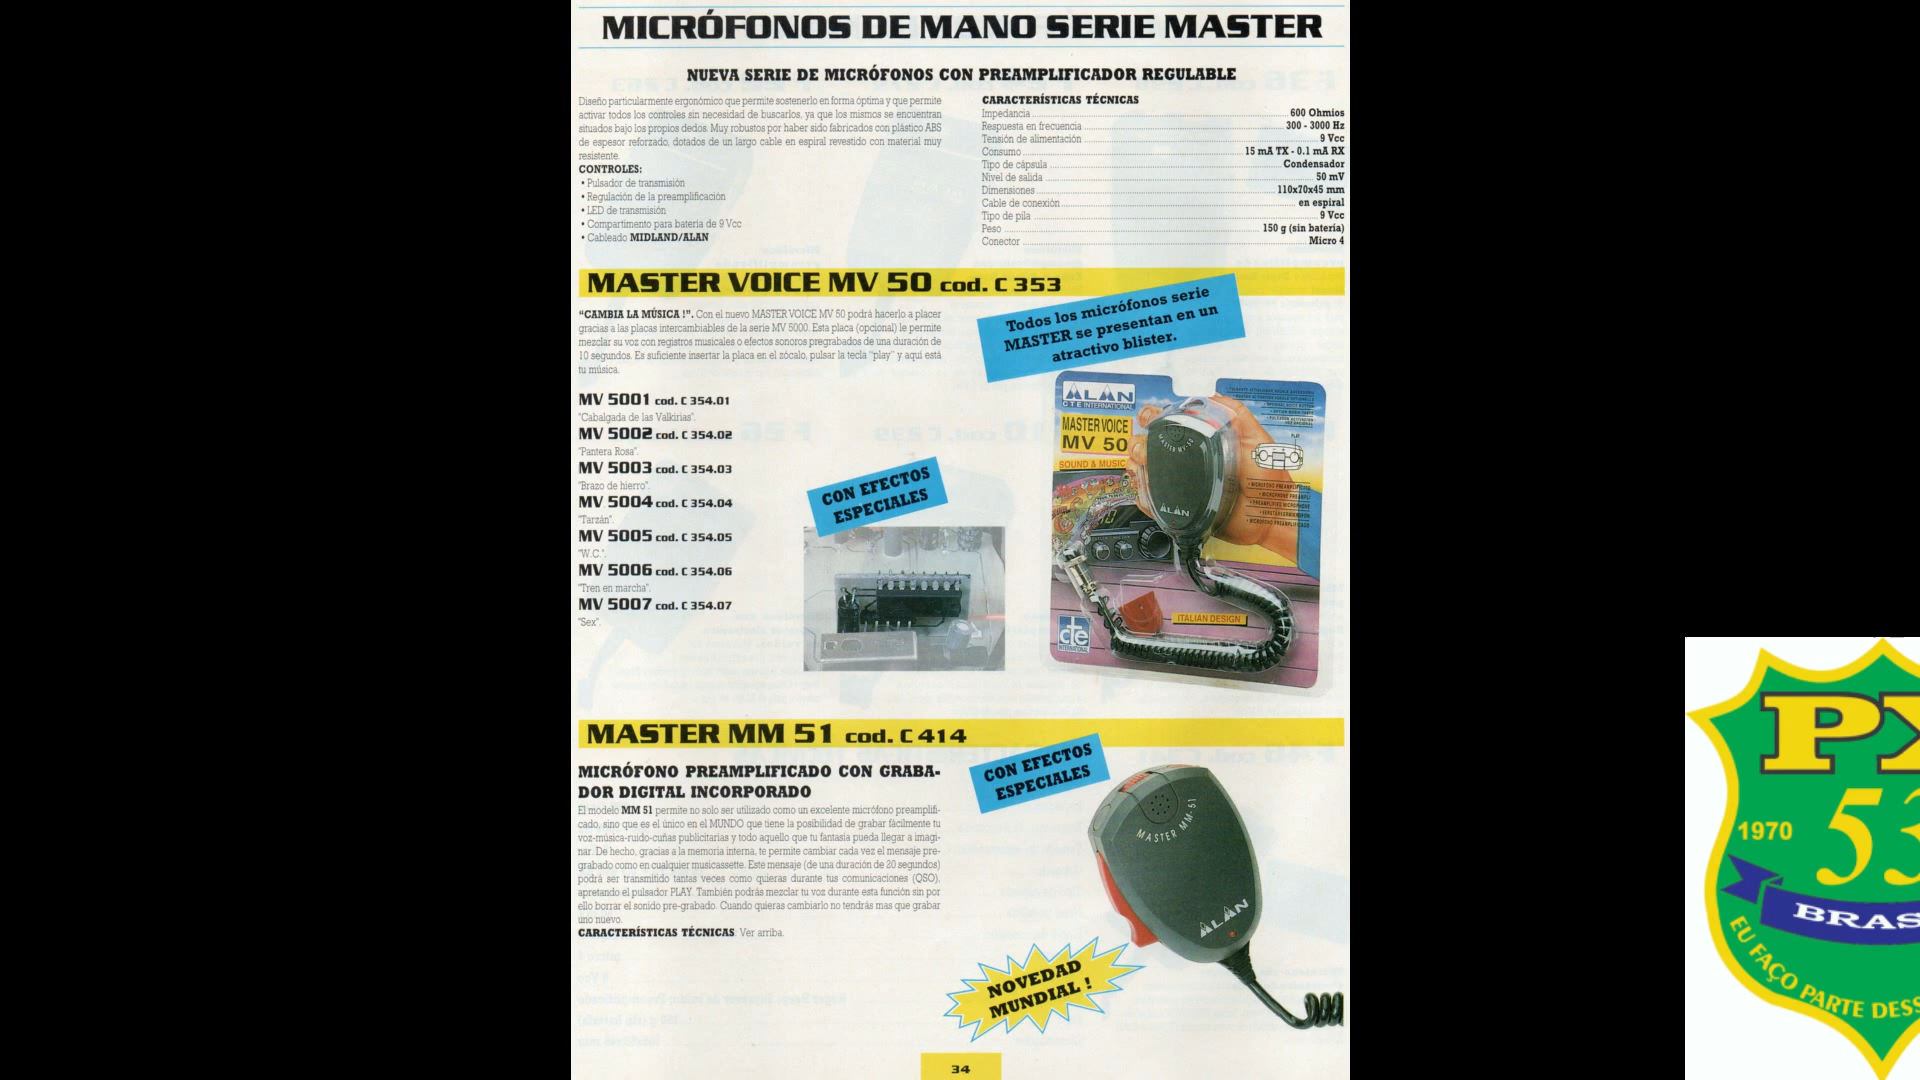 MICRÓFONOS DE MANO SERIE MASTER
NUEVA SERIE DE MICRÓFONOS CON PREAMPLIFICADOR REGULABLE
Diseño particularmente ergonómico que permite sostenerlo en forma óptima y que permite
activar todos los controles sin necesidad de buscarlos, ya que los mismos se encuentran
situados bajo los propios dedos. Muy robustos por haber sido fabricados con plástico ABS
de espesor reforzado, dotados de un largo cable en espiral revestido con material muy
resistente.
CONTROLES:
• Pulsador de transmisión
• Regulación de la preamplificación
• LED de transmisión
• Compartimento para batería de 9 Vcc
• Cableado MIDLAND/ALAN
CARACTERÍSTICAS TÉCNICAS
Impedancia 600 Ohmios
Respuesta en frecuencia 300 - 3000 Hz
Tensión de alimentación 9 Vcc
Consumo 15 mA TX - 0.1 mA RX
Tipo de cápsula Condensador
Nivel de salida 50 mV
Dimensiones 110x70x45 mm
Cable de conexión en espiral
Tipo de pila 9 Vcc
Peso 150 g (sin batería)
Conector Micro 4
MASTER VOICE MV 50 cod. C 353
“CAMBIA LA MÚSICA !”. Con el nuevo MASTER VOICE MV 50 podrá hacerlo a placer
gracias a las placas intercambiables de la serie MV 5000. Esta placa (opcional) le permite
mezclar su voz con registros musicales o efectos sonoros pregrabados de una duración de
10 segundos. Es suficiente insertar la placa en el zócalo, pulsar la tecla "play" y aquí está
tu música.
Todos los micrófonos serie
MASTER se presentan en un
atractivo blister.
MV 5001 cod. C 354.01
"Cabalgada de las Valkirias".
MV 5002 cod. C 354.02
"Pantera Rosa".
MV 5003 cod. C 354.03
"Brazo de hierro".
MV 5004 cod. C 354.04
"Tarzán".
MV 5005 cod. C 354.05
"W.C.".
MV 5006 cod. C 354.06
"Tren en marcha".
MV 5007 cod. C 354.07
"Sex".
CON EFECTOS
ESPECIALES
ALAN
CTE INTERNATIONAL
MASTER VOICE
MV 50
SOUND & MUSIC
PLAY
MASTER MV-50
ALAN
ITALIAN DESIGN
cte
INTERNATIONAL
MASTER MM 51 cod. C 414
MICRÓFONO PREAMPLIFICADO CON GRABA-
DOR DIGITAL INCORPORADO
El modelo MM 51 permite no solo ser utilizado como un excelente micrófono preamplifi-
cado, sino que es el único en el MUNDO que tiene la posibilidad de grabar fácilmente tu
voz-música-ruido-cuñas publicitarias y todo aquello que tu fantasía pueda llegar a imagi-
nar. De hecho, gracias a la memoria interna, te permite cambiar cada vez el mensaje pre-
grabado como en cualquier musicassette. Este mensaje (de una duración de 20 segundos)
podrá ser transmitido tantas veces como quieras durante tus comunicaciones (QSO),
apretando el pulsador PLAY. También podrás mezclar tu voz durante esta función sin por
ello borrar el sonido pre-grabado. Cuando quieras cambiarlo no tendrás mas que grabar
uno nuevo.
CARACTERÍSTICAS TÉCNICAS: Ver arriba.
CON EFECTOS
ESPECIALES
MASTER MM-51
ALAN
NOVEDAD
MUNDIAL !
34
PX
1970
53
BRAS
EU FAÇO PARTE DESS